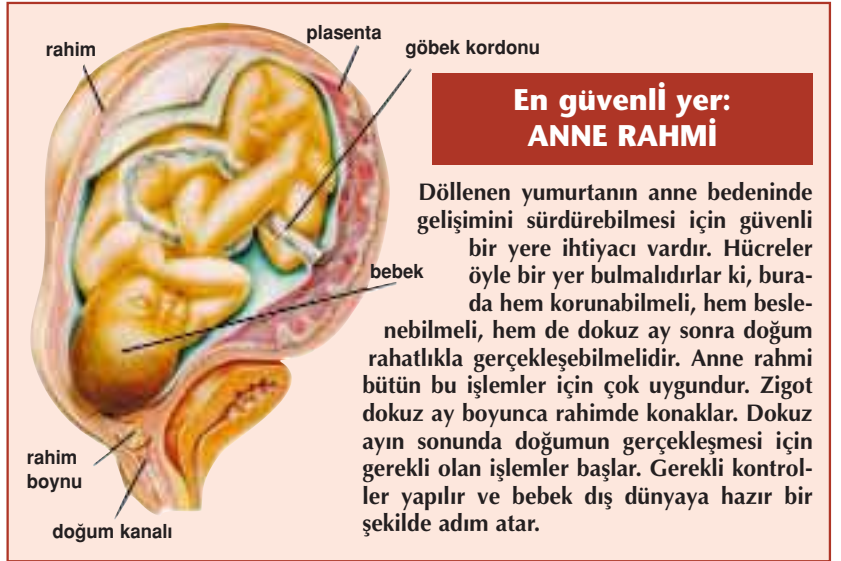 rahim
plasenta
göbek kordonu
En güvenlİ yer:
ANNE RAHMİ
Döllenen yumurtanın anne bedeninde
gelişimini sürdürebilmesi için güvenli
bir yere ihtiyacı vardır. Hücreler
öyle bir yer bulmalıdırlar ki, bura-
da hem korunabilmeli, hem besle-
nebilmeli, hem de dokuz ay sonra doğum
rahatlıkla gerçekleşebilmelidir. Anne rahmi
bütün bu işlemler için çok uygundur. Zigot
dokuz ay boyunca rahimde konaklar. Dokuz
ayın sonunda doğumun gerçekleşmesi için
gerekli olan işlemler başlar. Gerekli kontrol-
ler yapılır ve bebek dış dünyaya hazır bir
şekilde adım atar.
bebek
rahim
boynu
doğum kanalı